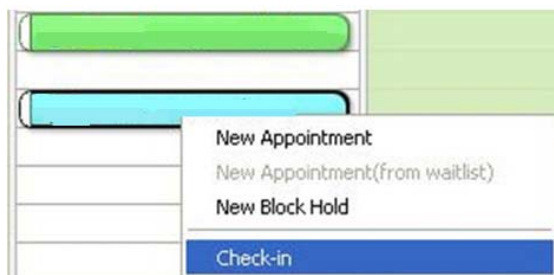 New Appointment
New Appointment(from waitlist)
New Block Hold
Check-in